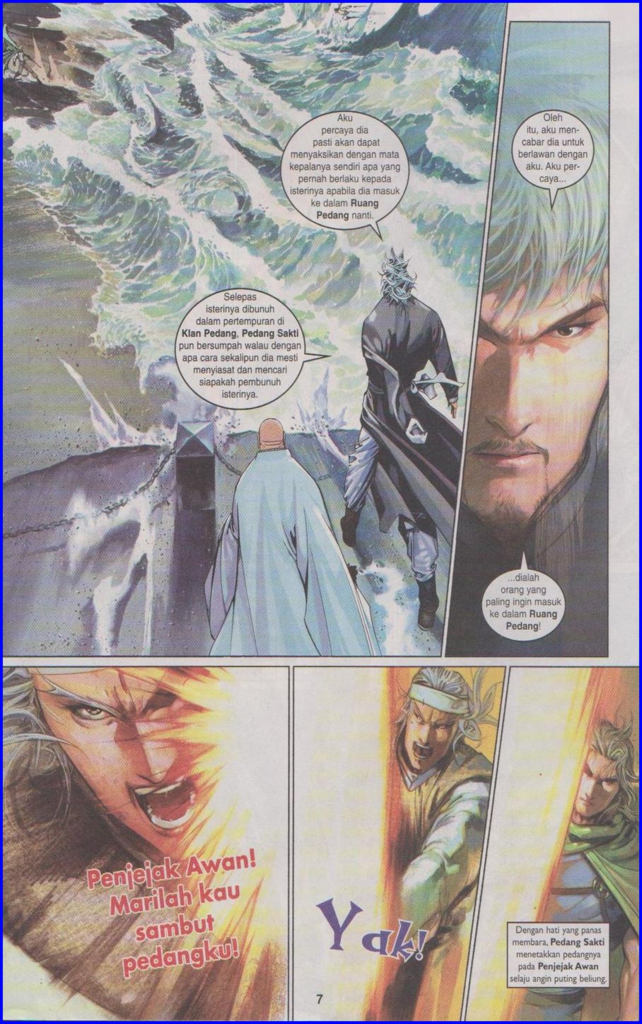 Selepas
isterinya dibunuh
dalam pertempuran di
Klan Pedang, Pedang Sakti
pun bersumpah walau dengan
apa cara sekalipun dia mesti
menyiasat dan mencari
siapakah pembunuh
isterinya.
Aku
percaya dia
pasti akan dapat
menyaksikan dengan mata
kepalanya sendiri apa yang
pernah berlaku kepada
isterinya apabila dia masuk
ke dalam Ruang
Pedang nanti.
Oleh
itu, aku men-
cabar dia untuk
berlawan dengan
aku. Aku per-
caya...
...dialah
orang yang
paling ingin masuk
ke dalam Ruang
Pedang!
Penjejak Awan!
Marilah kau
sambut
pedangku!
Yak!
Dengan hati yang panas
membara, Pedang Sakti
menetakkan pedangnya
pada Penjejak Awan
selaju angin puting beliung.
7